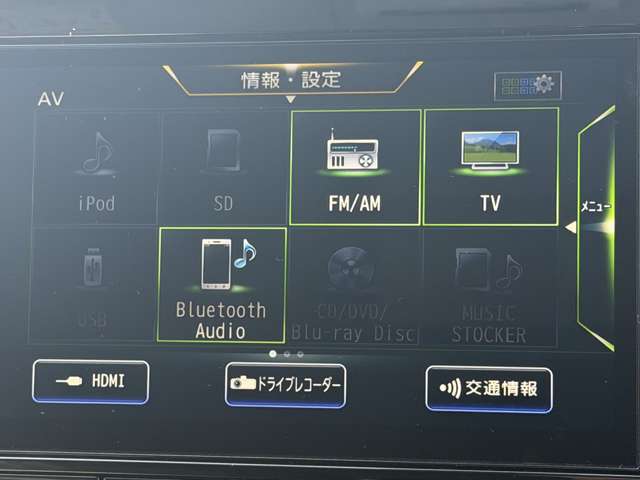 情報・設定
AV
iPod
SD
FM/AM
TV
メニュー
USB
Bluetooth
Audio
CD/DVD/
Blu-ray Disc
MUSIC
STOCKER
HDMI
ドライブレコーダー
交通情報